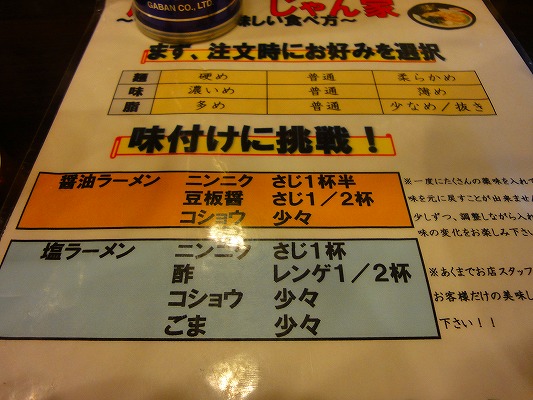 GABAN CO., LTD.
じゃん家
味しい食べ方～
まず、注文時にお好みを選択
麺 硬め 普通 柔らかめ
味 濃いめ 普通 薄め
脂 多め 普通 少なめ／抜き
味付けに挑戦！
醤油ラーメン ニンニク さじ１杯半
豆板醤 さじ１／２杯
コショウ 少々
塩ラーメン ニンニク さじ１杯
酢 レンゲ１／２杯
コショウ 少々
ごま 少々
※一度にたくさんの薬味を入れて
味を元に戻すことが出来ません
少しずつ、調整しながら入れ
味の変化をお楽しみ下さい
※あくまでお店スタッフ
お客様だけの美味し
下さい！！